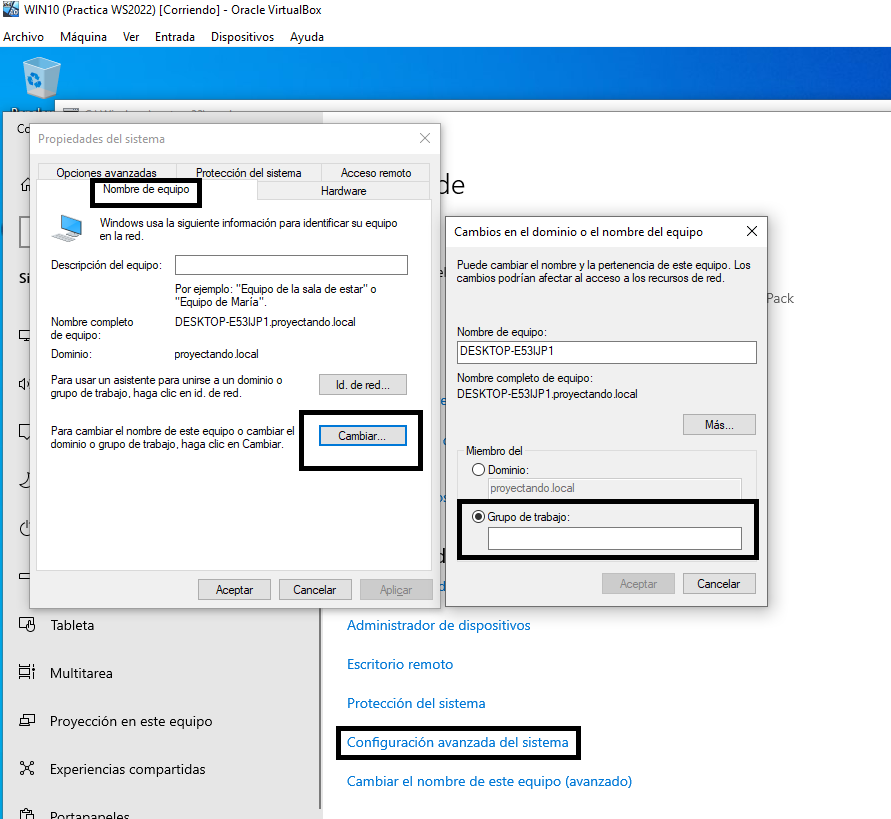 WIN10 (Practica WS2022) [Corriendo] - Oracle VirtualBox
Archivo Máquina Ver Entrada Dispositivos Ayuda
Propiedades del sistema
Opciones avanzadas Protección del sistema Acceso remoto
Nombre de equipo Hardware
Windows usa la siguiente información para identificar su equipo
en la red.
Descripción del equipo:
Por ejemplo: "Equipo de la sala de estar" o
"Equipo de María".
Nombre completo
de equipo:
DESKTOP-E53IJP1.proyectando.local
Dominio: proyectando.local
Para usar un asistente para unirse a un dominio o
grupo de trabajo, haga clic en id. de red.
Id. de red...
Para cambiar el nombre de este equipo o cambiar el
dominio o grupo de trabajo, haga clic en Cambiar.
Cambiar...
Aceptar Cancelar Aplicar
de
Cambios en el dominio o el nombre del equipo
Puede cambiar el nombre y la pertenencia de este equipo. Los
cambios podrían afectar al acceso a los recursos de red.
Pack
Nombre de equipo:
DESKTOP-E53IJP1
Nombre completo de equipo:
DESKTOP-E53IJP1.proyectando.local
Más...
Miembro del
Dominio:
proyectando.local
Grupo de trabajo:
Aceptar Cancelar
Tableta
Multitarea
Proyección en este equipo
Experiencias compartidas
Portapapeles
Administrador de dispositivos
Escritorio remoto
Protección del sistema
Configuración avanzada del sistema
Cambiar el nombre de este equipo (avanzado)